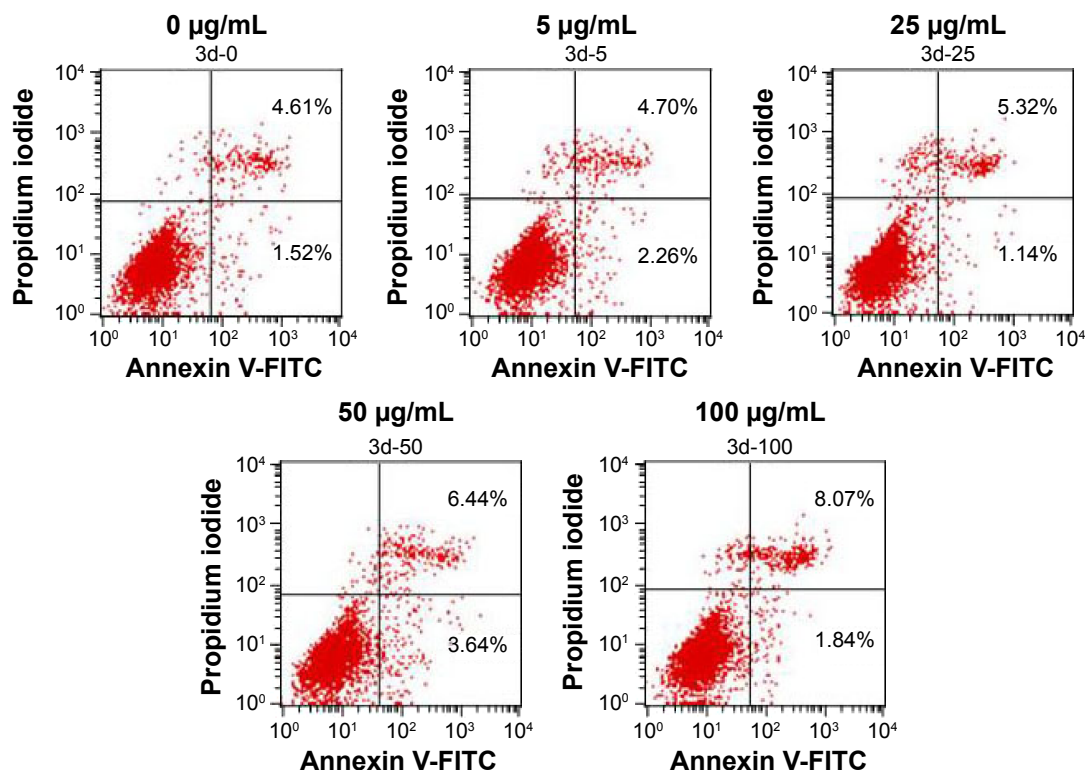 0 µg/mL
3d-0
Propidium iodide
10⁴
10³
10²
10¹
10⁰
4.61%
1.52%
10⁰ 10¹ 10² 10³ 10⁴
Annexin V-FITC
5 µg/mL
3d-5
Propidium iodide
10⁴
10³
10²
10¹
10⁰
4.70%
2.26%
10⁰ 10¹ 10² 10³ 10⁴
Annexin V-FITC
25 µg/mL
3d-25
Propidium iodide
10⁴
10³
10²
10¹
10⁰
5.32%
1.14%
10⁰ 10¹ 10² 10³ 10⁴
Annexin V-FITC
50 µg/mL
3d-50
Propidium iodide
10⁴
10³
10²
10¹
10⁰
6.44%
3.64%
10⁰ 10¹ 10² 10³ 10⁴
Annexin V-FITC
100 µg/mL
3d-100
Propidium iodide
10⁴
10³
10²
10¹
10⁰
8.07%
1.84%
10⁰ 10¹ 10² 10³ 10⁴
Annexin V-FITC